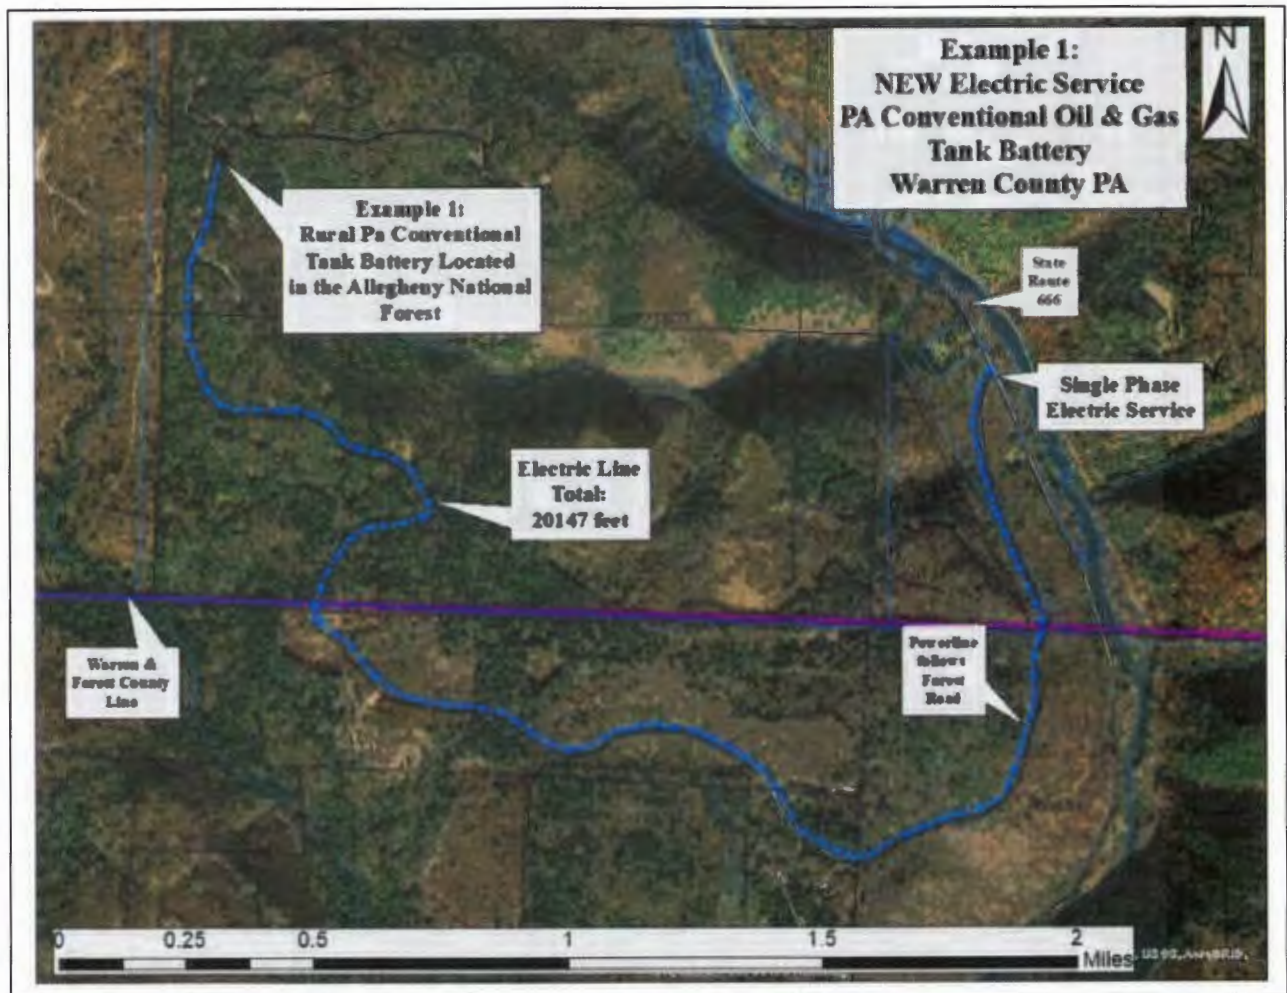 Example 1:
NEW Electric Service
PA Conventional Oil & Gas
Tank Battery
Warren County PA
N
Example 1:
Rural Pa Conventional
Tank Battery Located
in the Allegheny National
Forest
State
Route
666
Single Phase
Electric Service
Electric Line
Total:
20147 feet
Warren &
Forest County
Line
Powerline
follows
Forest
Road
0 0.25 0.5 1 1.5 2
Miles